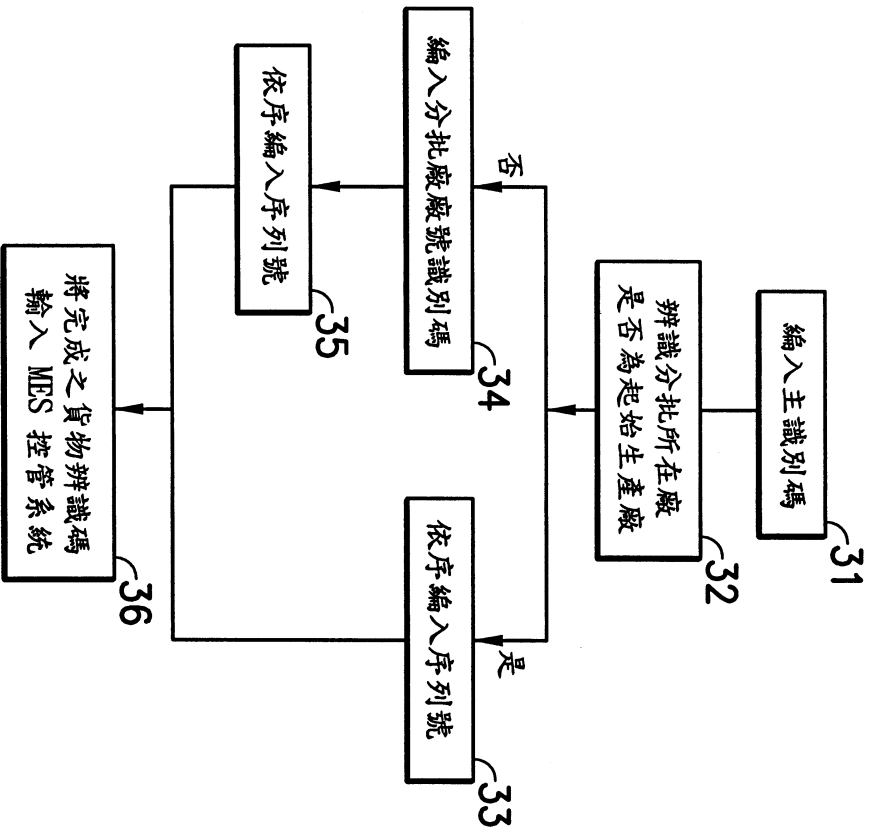 編入主識別碼
31
辨識分批所在廠
是否為起始生產廠
32
否
是
編入分批廠廠號識別碼
34
依序編入序列號
33
依序編入序列號
35
將完成之貨物辨識碼
輸入 MES 控管系統
36